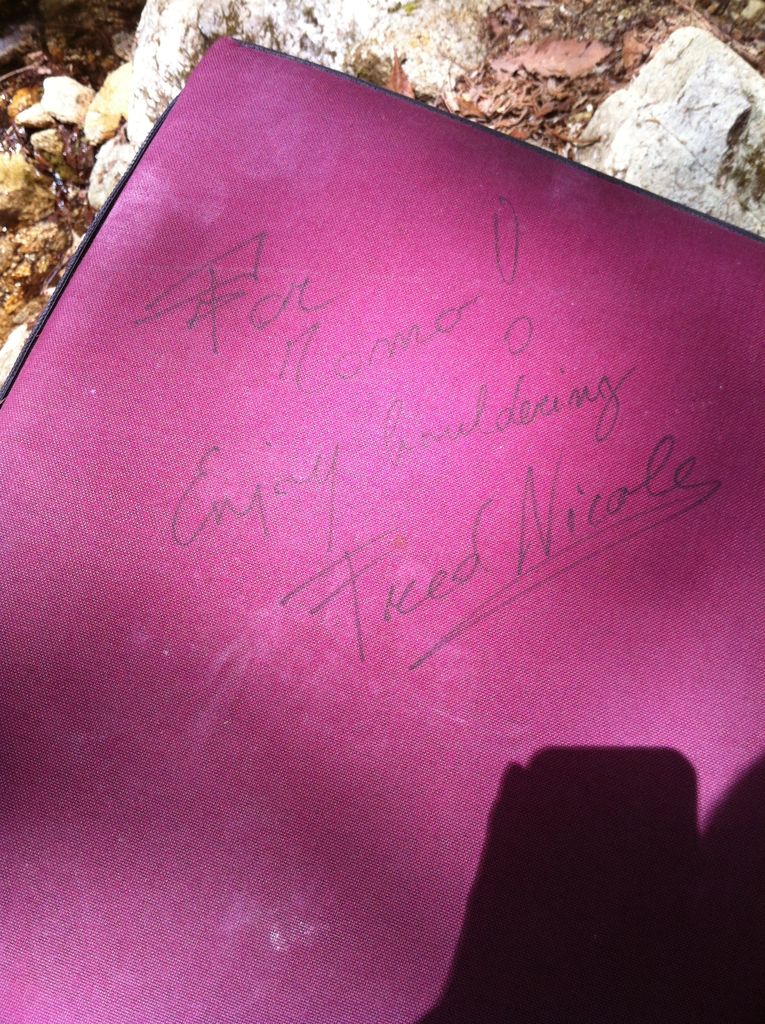 For
Momo!
Enjoy bouldering
Fred Nicole